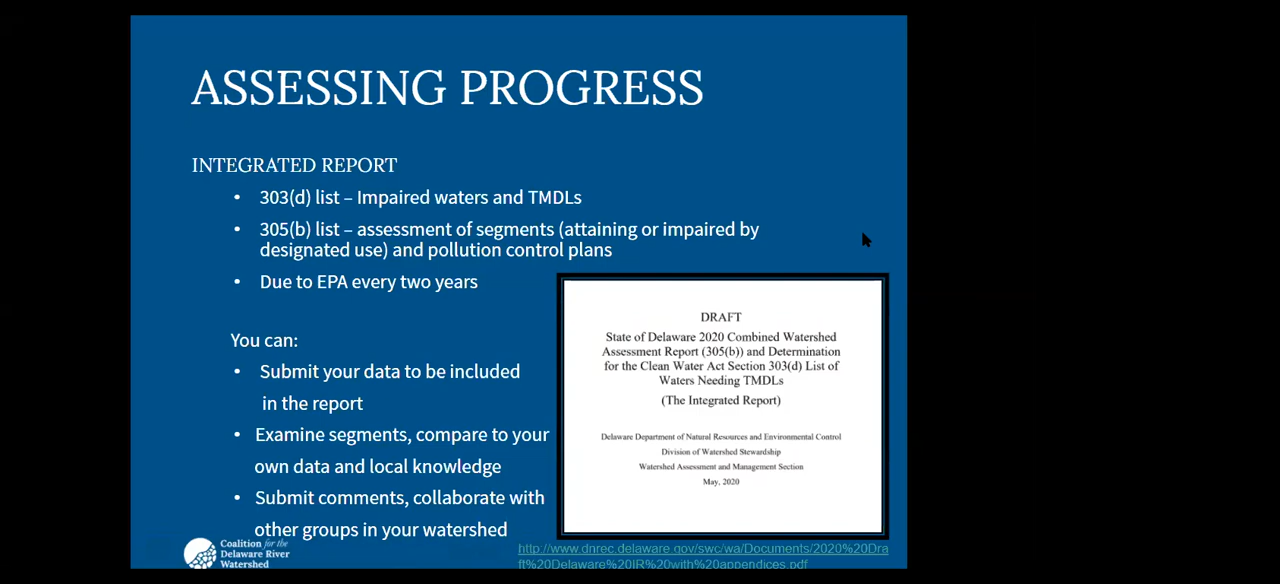 ASSESSING PROGRESS
INTEGRATED REPORT
• 303(d) list – Impaired waters and TMDLs
• 305(b) list – assessment of segments (attaining or impaired by
designated use) and pollution control plans
• Due to EPA every two years
You can:
• Submit your data to be included
in the report
• Examine segments, compare to your
own data and local knowledge
• Submit comments, collaborate with
other groups in your watershed
DRAFT
State of Delaware 2020 Combined Watershed
Assessment Report (305(b)) and Determination
for the Clean Water Act Section 303(d) List of
Waters Needing TMDLs
(The Integrated Report)
Delaware Department of Natural Resources and Environmental Control
Division of Watershed Stewardship
Watershed Assessment and Management Section
May, 2020
Coalition for the
Delaware River
Watershed
http://www.dnrec.delaware.gov/swc/wa/Documents/2020%20Dra
ft%20Delaware%20IR%20with%20appendices.pdf